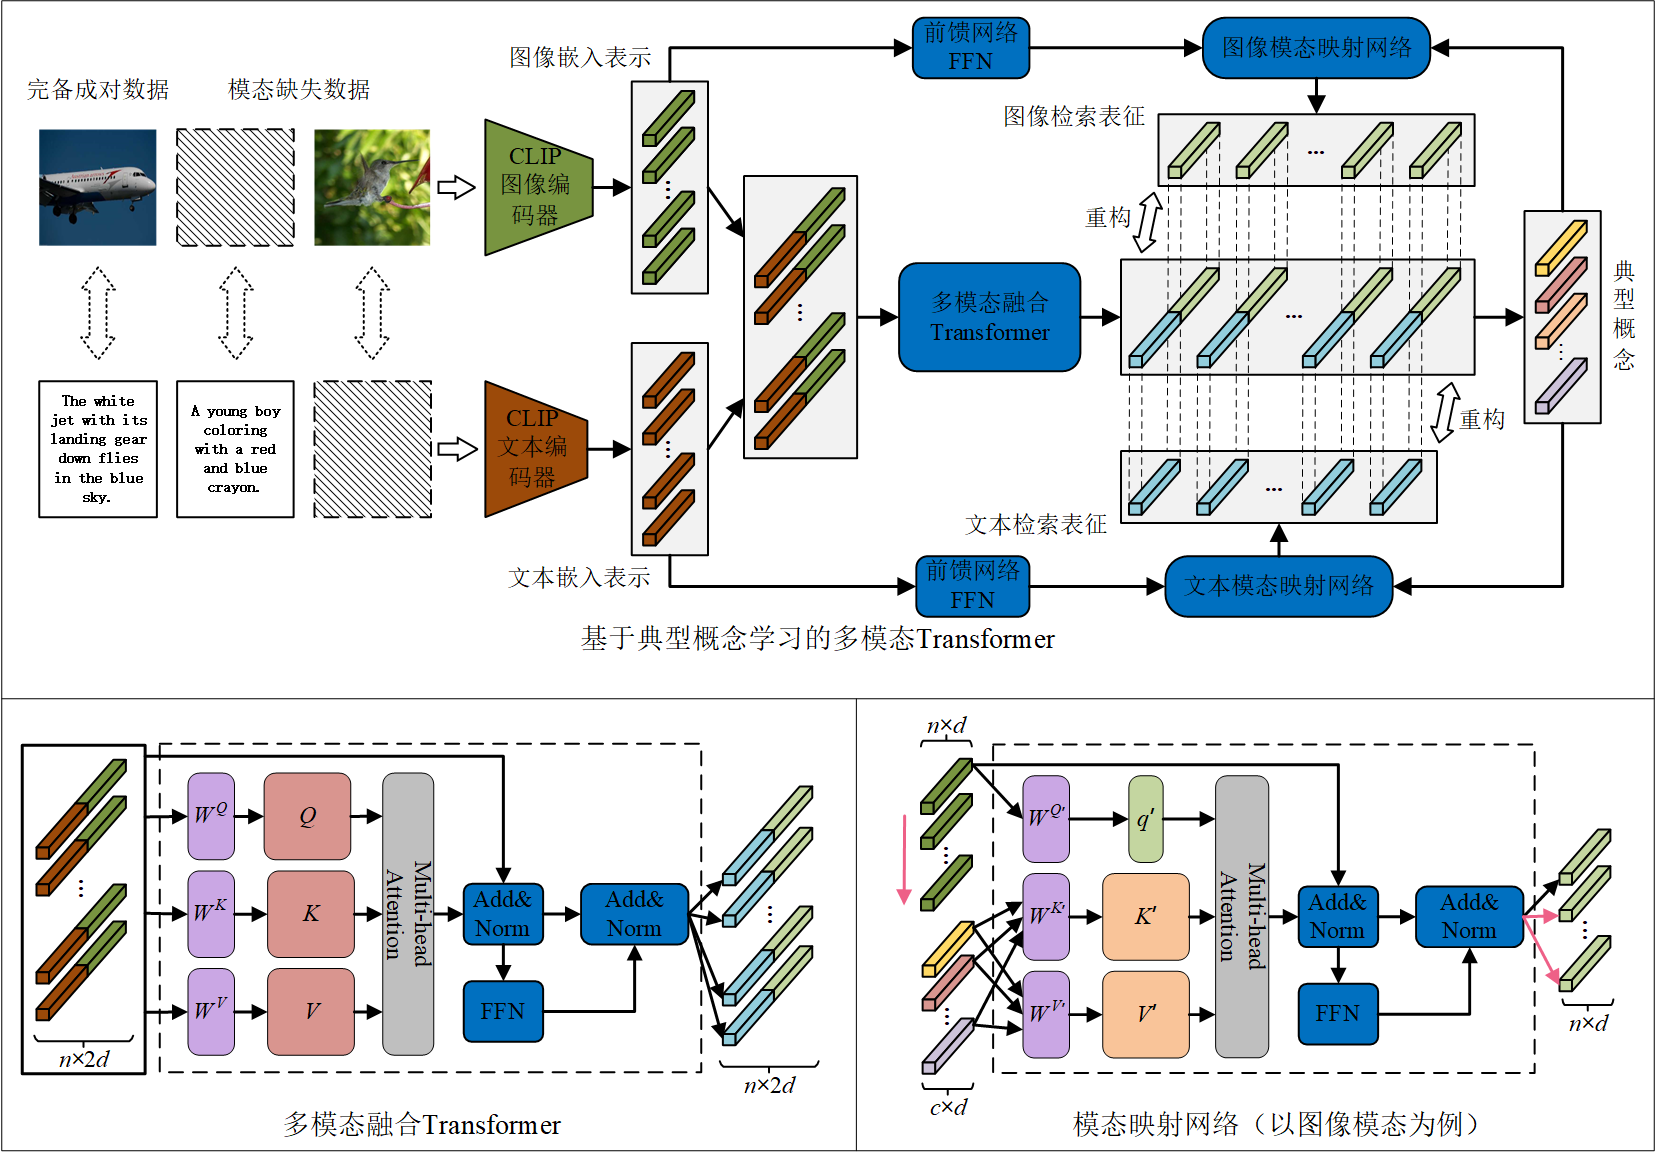 完备成对数据
模态缺失数据
The white
jet with its
landing gear
down flies
in the blue
sky.
A young boy
coloring
with a red
and blue
crayon.
CLIP
图像编
码器
CLIP
文本编
码器
图像嵌入表示
文本嵌入表示
前馈网络
FFN
图像模态映射网络
图像检索表征
...
重构
...
多模态融合
Transformer
...
...
重构
典
型
概
念
...
文本检索表征
前馈网络
FFN
文本模态映射网络
基于典型概念学习的多模态Transformer
...
n×2d
W^Q
Q
W^K
K
W^V
V
Multi-head
Attention
Add&
Norm
FFN
Add&
Norm
...
n×2d
多模态融合Transformer
n×d
...
...
c×d
W^Q'
q'
W^K'
K'
W^V'
V'
Multi-head
Attention
Add&
Norm
FFN
Add&
Norm
...
n×d
模态映射网络（以图像模态为例）